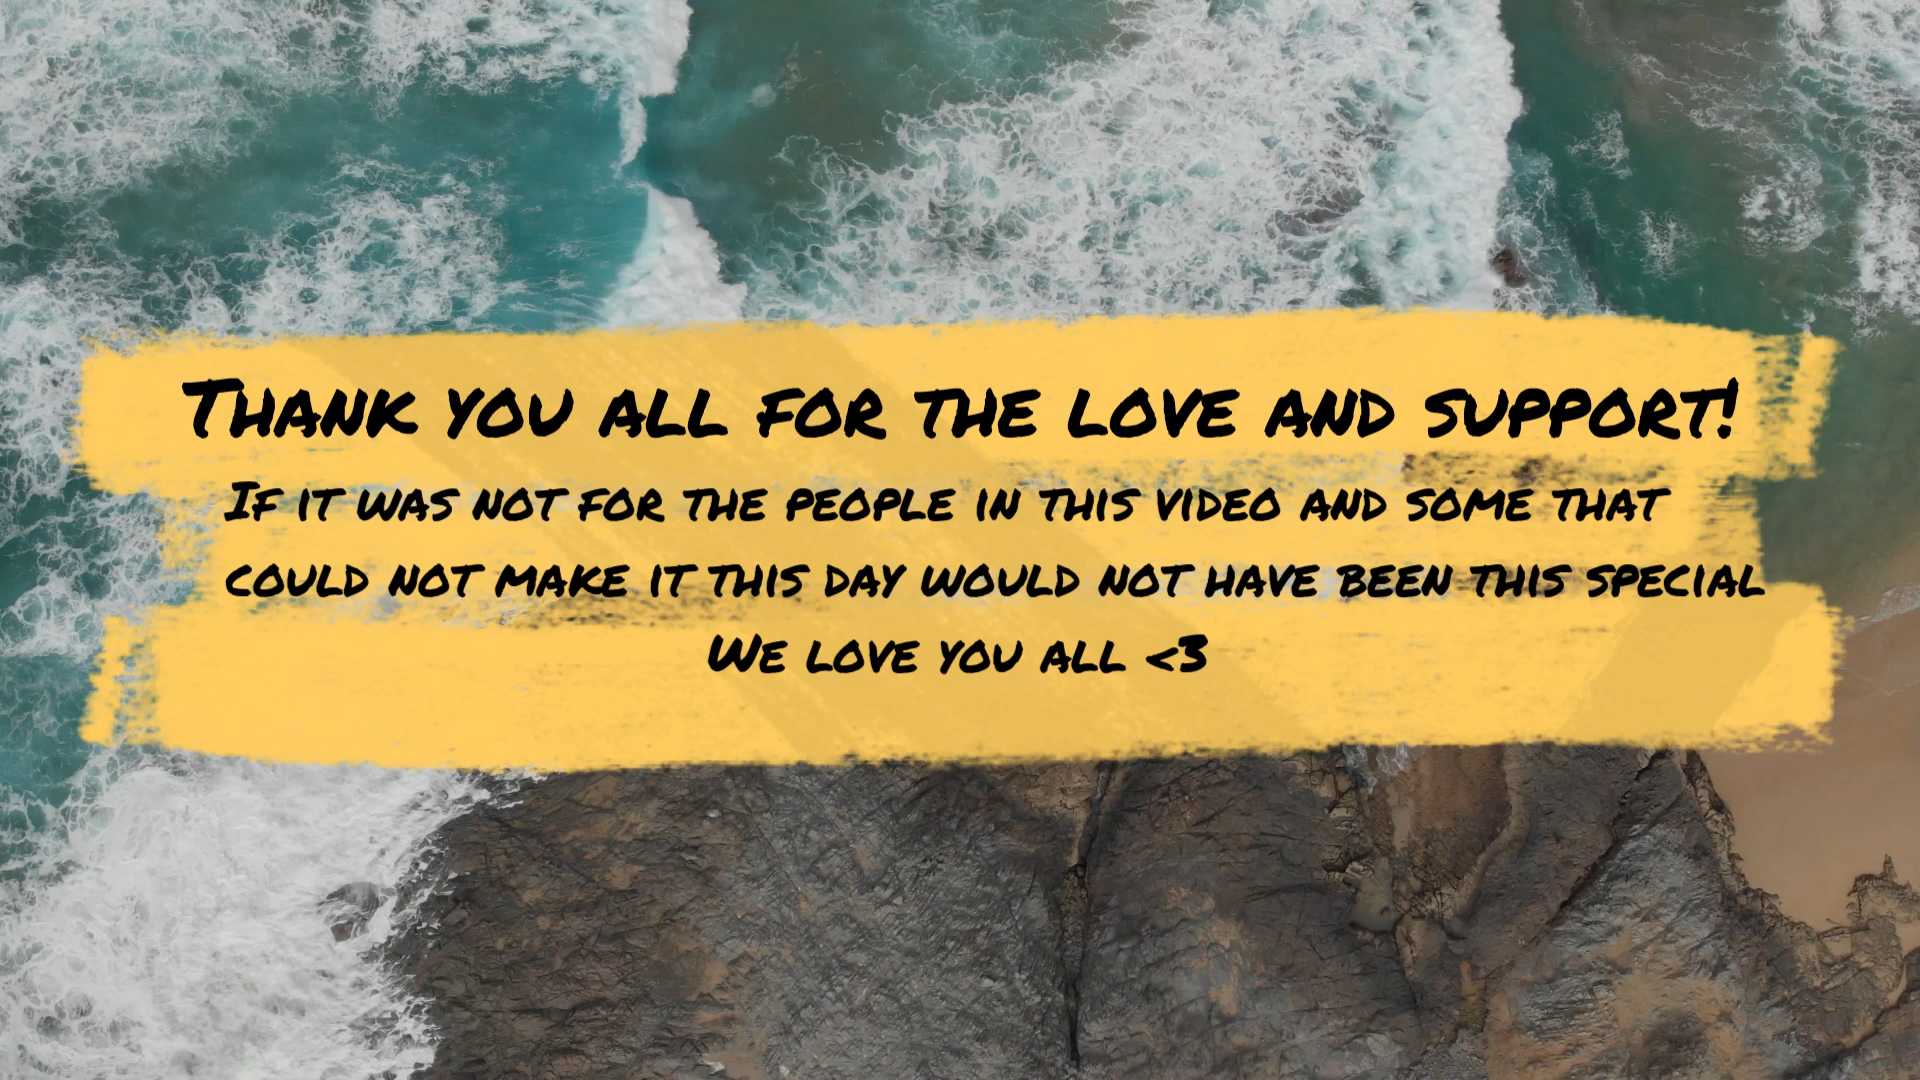 Thank you all for the love and support!
If it was not for the people in this video and some that
could not make it this day would not have been this special
We love you all <3